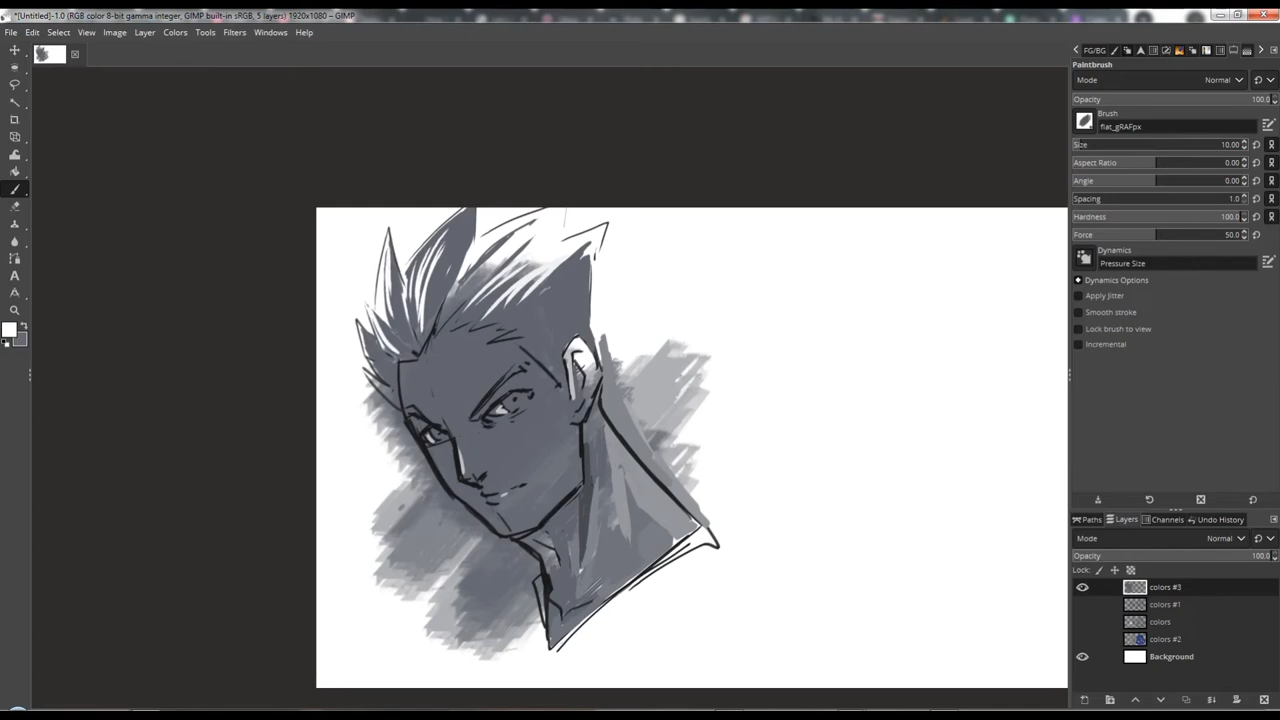 *[Untitled]-1.0 (RGB color 8-bit gamma integer, GIMP built-in sRGB, 5 layers) 1920x1080 – GIMP
File Edit Select View Image Layer Colors Tools Filters Windows Help
FG/BG
Paintbrush
Mode Normal
Opacity 100.0
Brush
flat_gRAFpx
Size 10.00
Aspect Ratio 0.00
Angle 0.00
Spacing 1.0
Hardness 100.0
Force 50.0
Dynamics
Pressure Size
Dynamics Options
Apply Jitter
Smooth stroke
Lock brush to view
Incremental
Paths Layers Channels Undo History
Mode Normal
Opacity 100.0
Lock:
colors #3
colors #1
colors
colors #2
Background